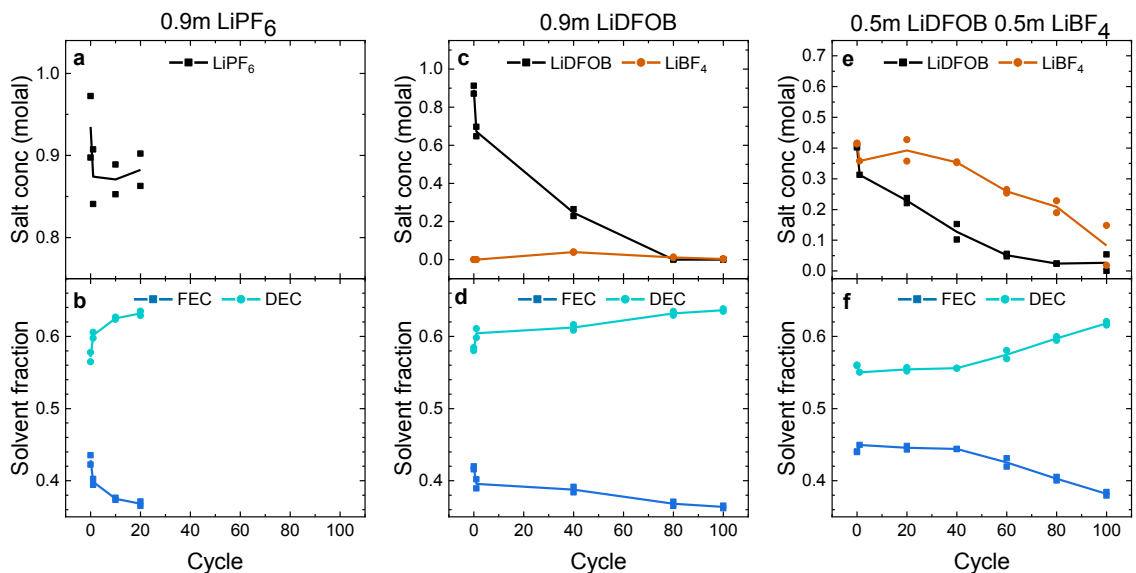 0.9m LiPF6
0.9m LiDFOB
0.5m LiDFOB 0.5m LiBF4
a
LiPF6
1.0
0.9
0.8
Salt conc (molal)
c
LiDFOB
LiBF4
1.0
0.8
0.6
0.4
0.2
0.0
Salt conc (molal)
e
LiDFOB
LiBF4
0.7
0.6
0.5
0.4
0.3
0.2
0.1
0.0
Salt conc (molal)
b
FEC
DEC
0.6
0.5
0.4
Solvent fraction
0 20 40 60 80 100
Cycle
d
FEC
DEC
0.6
0.5
0.4
Solvent fraction
0 20 40 60 80 100
Cycle
f
FEC
DEC
0.6
0.5
0.4
Solvent fraction
0 20 40 60 80 100
Cycle